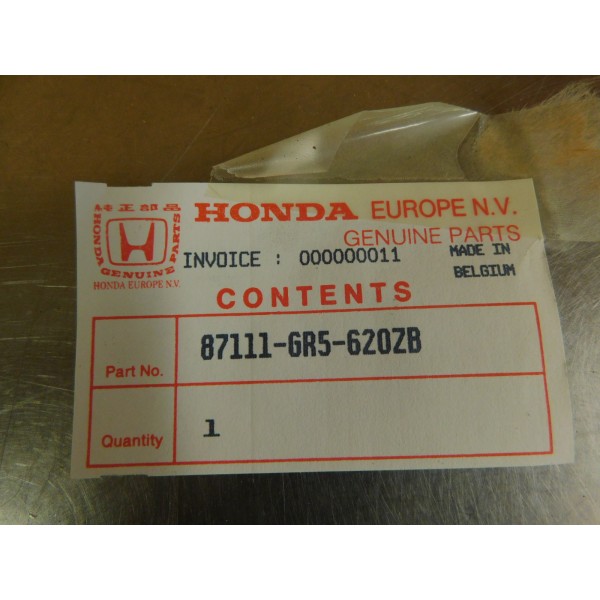 純正部品
HONDA GENUINE PARTS
HONDA EUROPE N.V.
HONDA EUROPE N.V.
GENUINE PARTS
INVOICE : 000000011
MADE IN
BELGIUM
CONTENTS
Part No.
87111-GR5-620ZB
Quantity
1